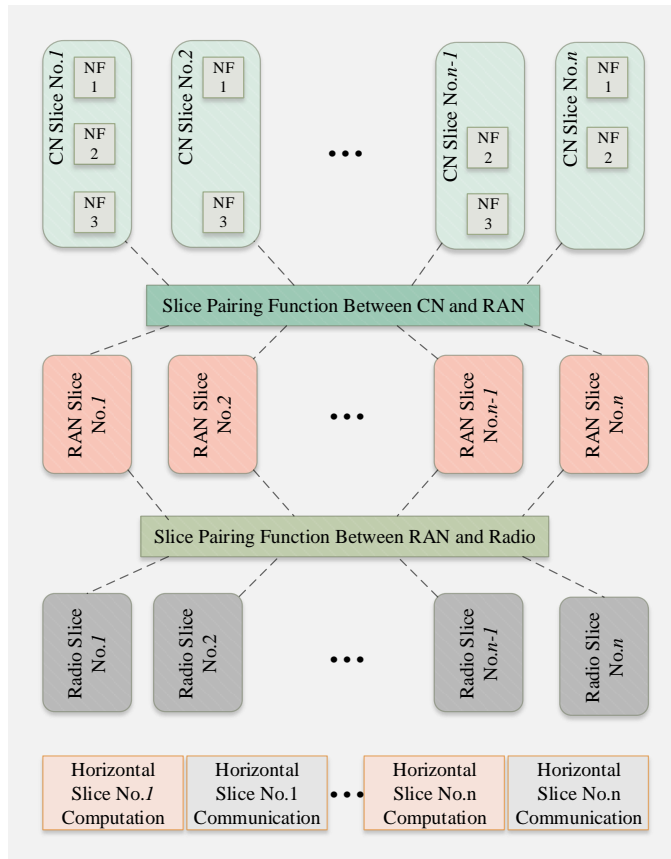 CN Slice No.1
NF
1
NF
2
NF
3
CN Slice No.2
NF
1
NF
3
...
CN Slice No.n-1
NF
2
NF
3
CN Slice No.n
NF
1
NF
2
Slice Pairing Function Between CN and RAN
RAN Slice
No.1
RAN Slice
No.2
...
RAN Slice
No.n-1
RAN Slice
No.n
Slice Pairing Function Between RAN and Radio
Radio Slice
No.1
Radio Slice
No.2
...
Radio Slice
No.n-1
Radio Slice
No.n
Horizontal
Slice No.1
Computation
Horizontal
Slice No.1
Communication
...
Horizontal
Slice No.n
Computation
Horizontal
Slice No.n
Communication